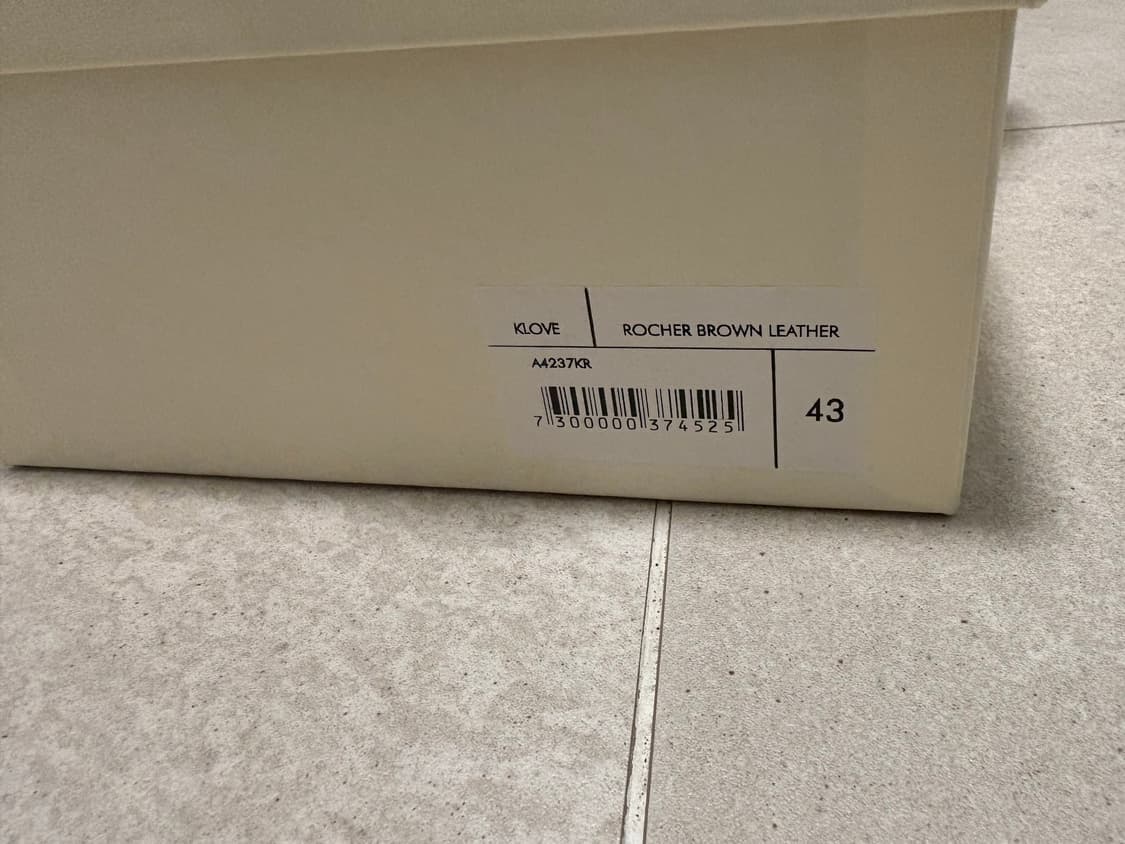 KLOVE
ROCHER BROWN LEATHER
A4237KR
43
7 300000 374525